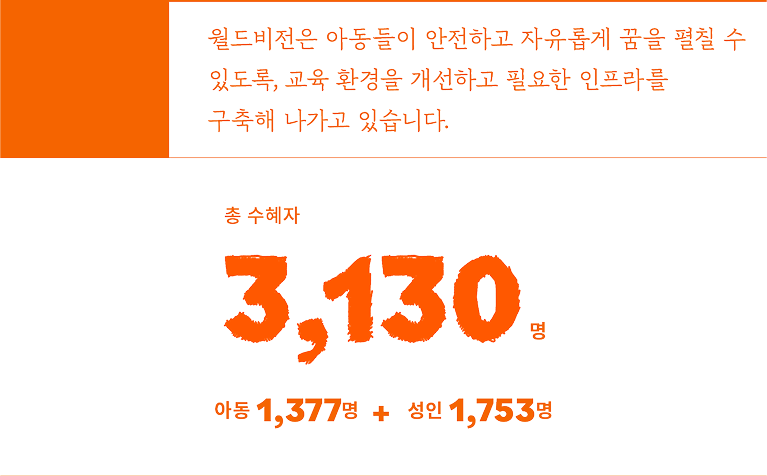 월드비전은 아동들이 안전하고 자유롭게 꿈을 펼칠 수
있도록, 교육 환경을 개선하고 필요한 인프라를
구축해 나가고 있습니다.
총 수혜자
3,130 명
아동 1,377명 + 성인 1,753명